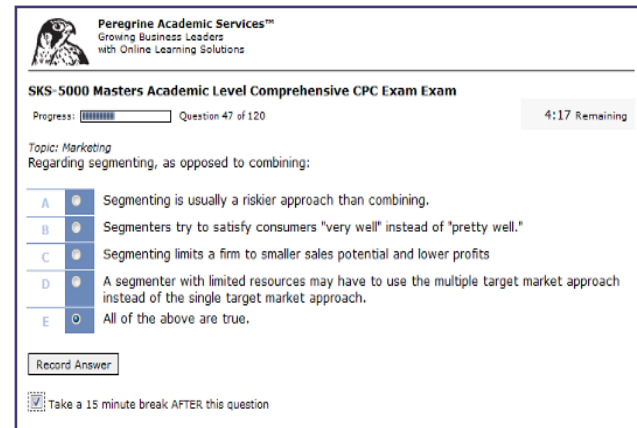 Peregrine Academic Services™
Growing Business Leaders
with Online Learning Solutions
SKS-5000 Masters Academic Level Comprehensive CPC Exam Exam
Progress: Question 47 of 120 4:17 Remaining
Topic: Marketing
Regarding segmenting, as opposed to combining:
A Segmenting is usually a riskier approach than combining.
B Segmenters try to satisfy consumers "very well" instead of "pretty well."
C Segmenting limits a firm to smaller sales potential and lower profits
D A segmenter with limited resources may have to use the multiple target market approach
instead of the single target market approach.
E All of the above are true.
Record Answer
Take a 15 minute break AFTER this question